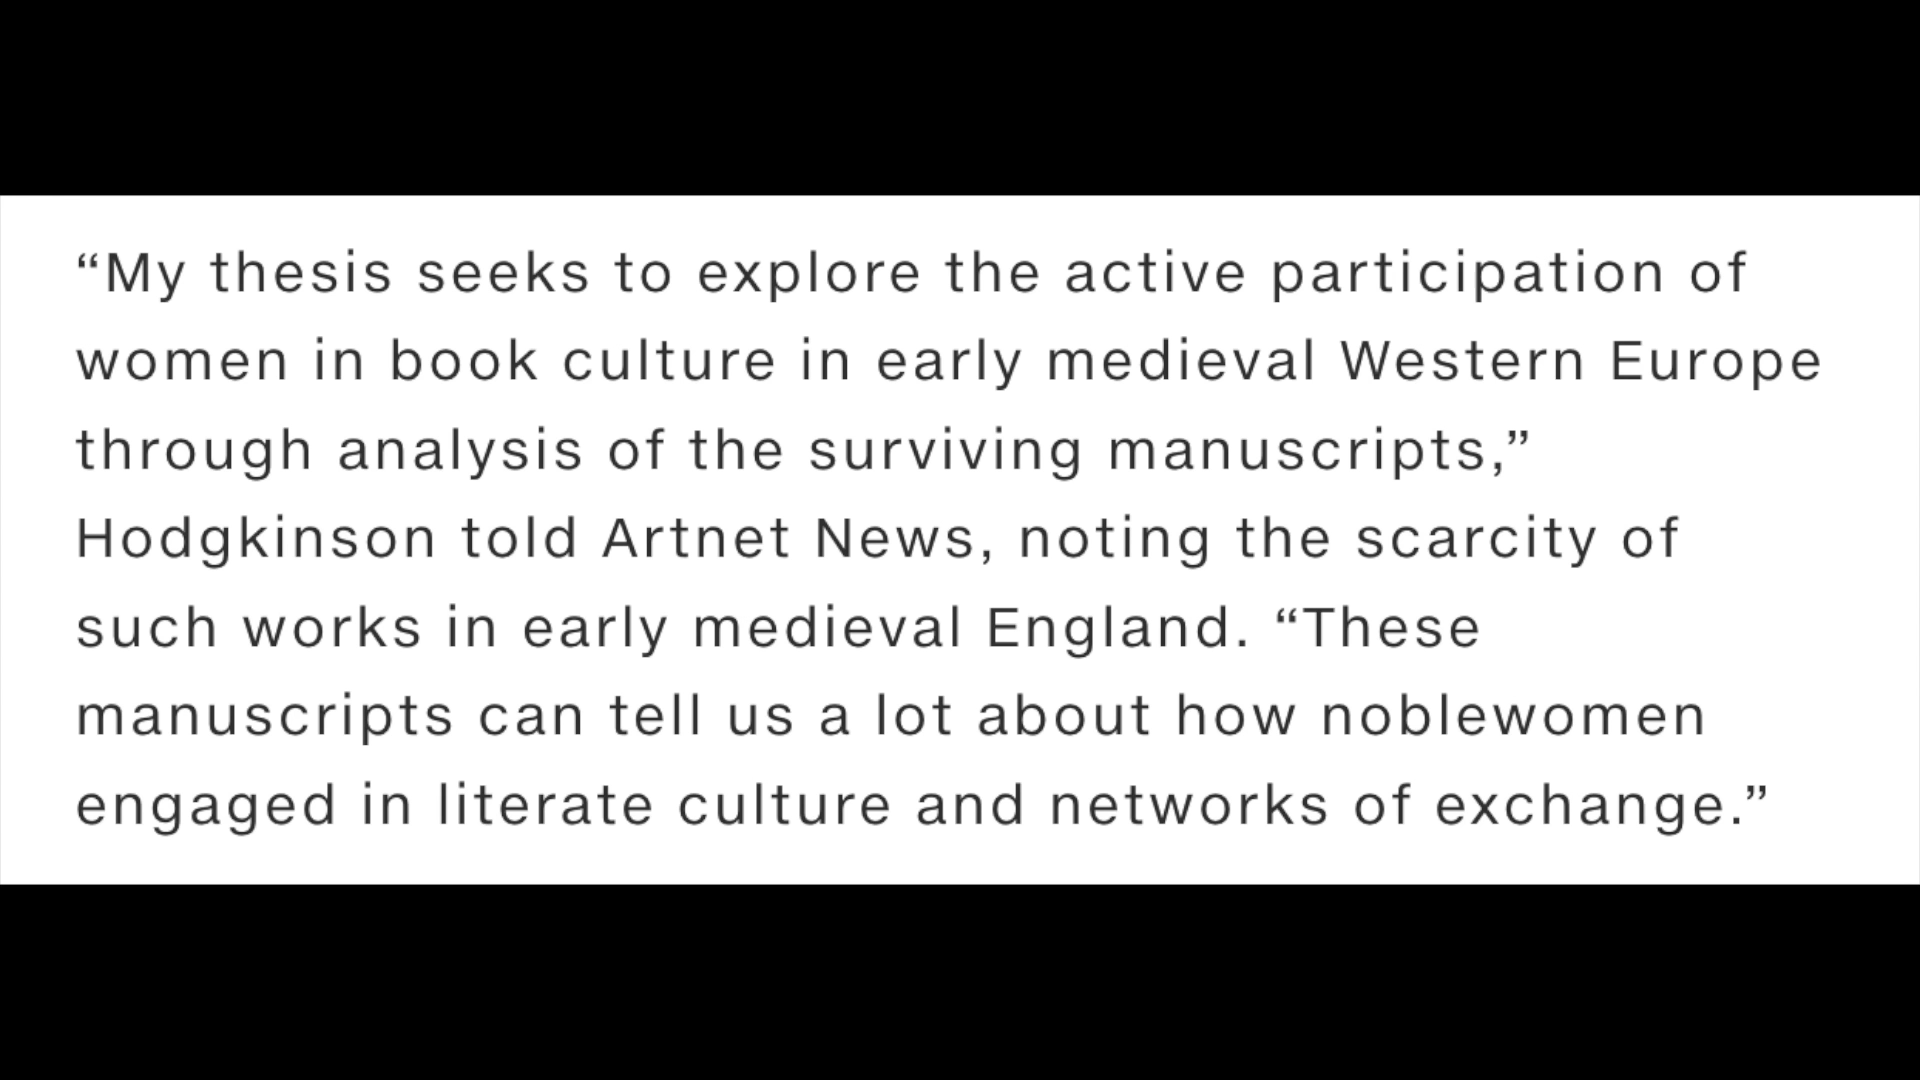 “My thesis seeks to explore the active participation of
women in book culture in early medieval Western Europe
through analysis of the surviving manuscripts,”
Hodgkinson told Artnet News, noting the scarcity of
such works in early medieval England. “These
manuscripts can tell us a lot about how noblewomen
engaged in literate culture and networks of exchange.”